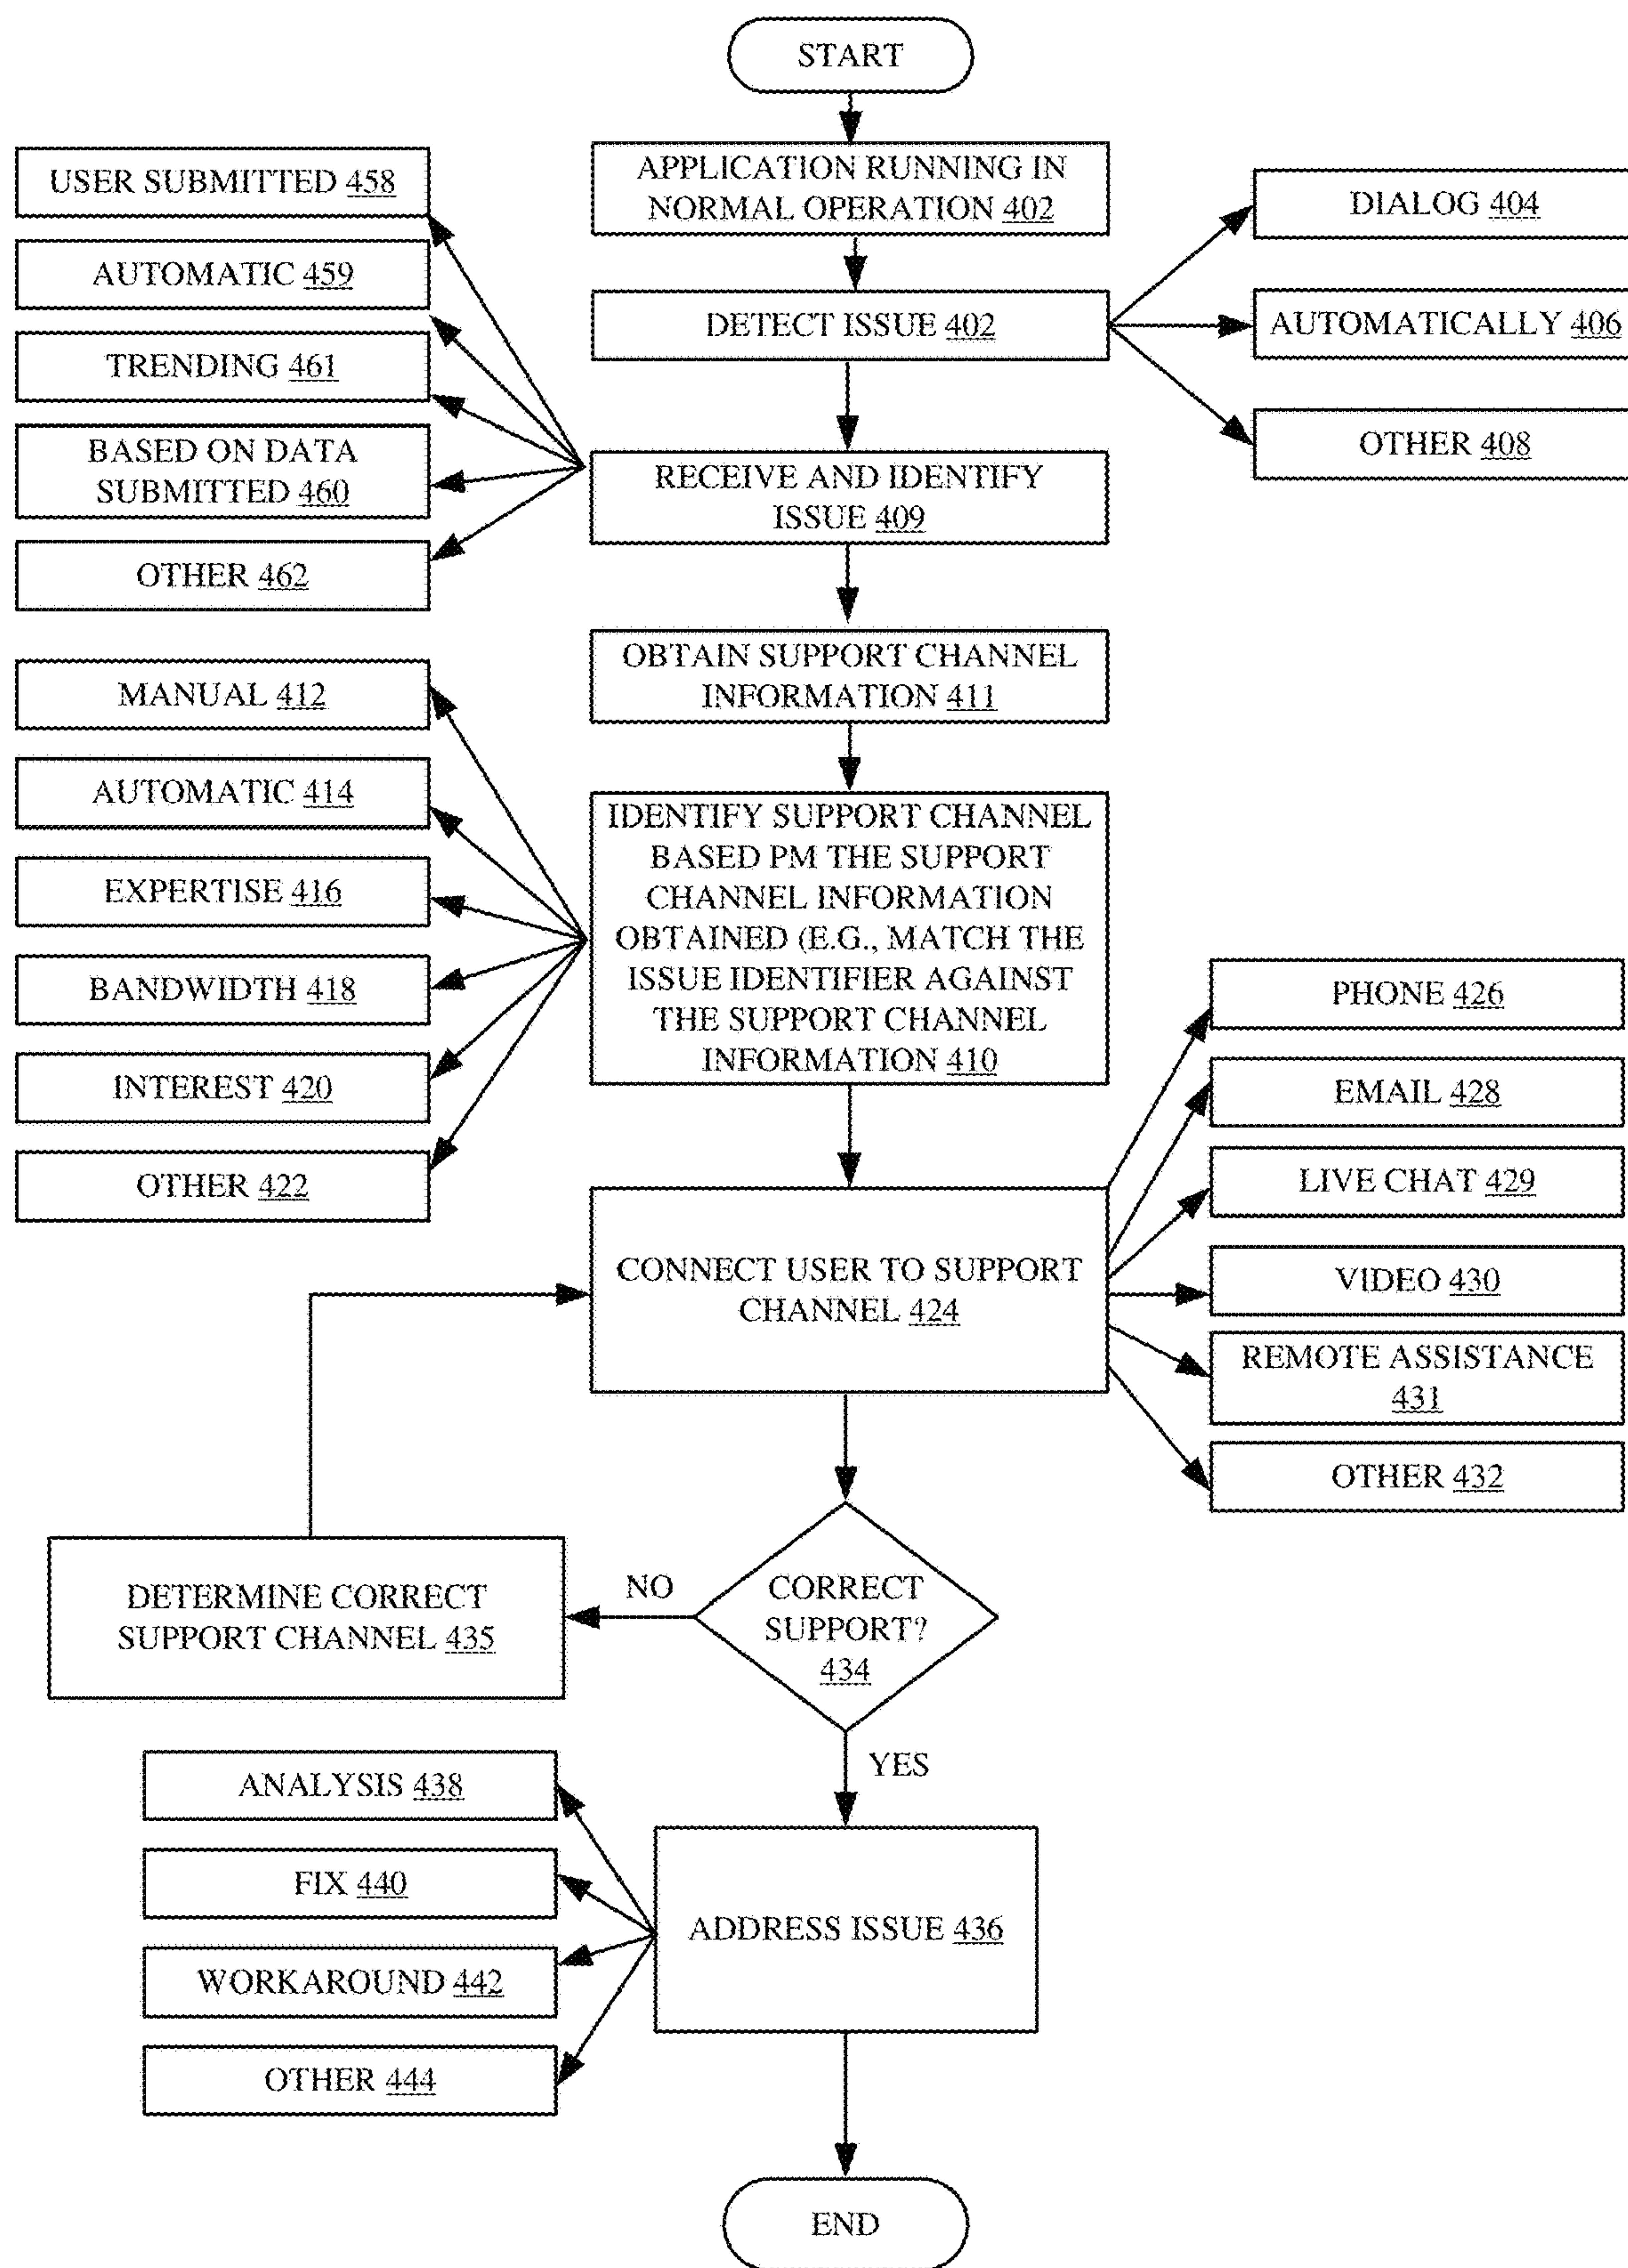 START
APPLICATION RUNNING IN
NORMAL OPERATION 402
DETECT ISSUE 402
DIALOG 404
AUTOMATICALLY 406
OTHER 408
USER SUBMITTED 458
AUTOMATIC 459
TRENDING 461
BASED ON DATA
SUBMITTED 460
OTHER 462
RECEIVE AND IDENTIFY
ISSUE 409
OBTAIN SUPPORT CHANNEL
INFORMATION 411
MANUAL 412
AUTOMATIC 414
EXPERTISE 416
BANDWIDTH 418
INTEREST 420
OTHER 422
IDENTIFY SUPPORT CHANNEL
BASED PM THE SUPPORT
CHANNEL INFORMATION
OBTAINED (E.G., MATCH THE
ISSUE IDENTIFIER AGAINST
THE SUPPORT CHANNEL
INFORMATION 410
CONNECT USER TO SUPPORT
CHANNEL 424
PHONE 426
EMAIL 428
LIVE CHAT 429
VIDEO 430
REMOTE ASSISTANCE
431
OTHER 432
CORRECT
SUPPORT?
434
NO
DETERMINE CORRECT
SUPPORT CHANNEL 435
YES
ADDRESS ISSUE 436
ANALYSIS 438
FIX 440
WORKAROUND 442
OTHER 444
END